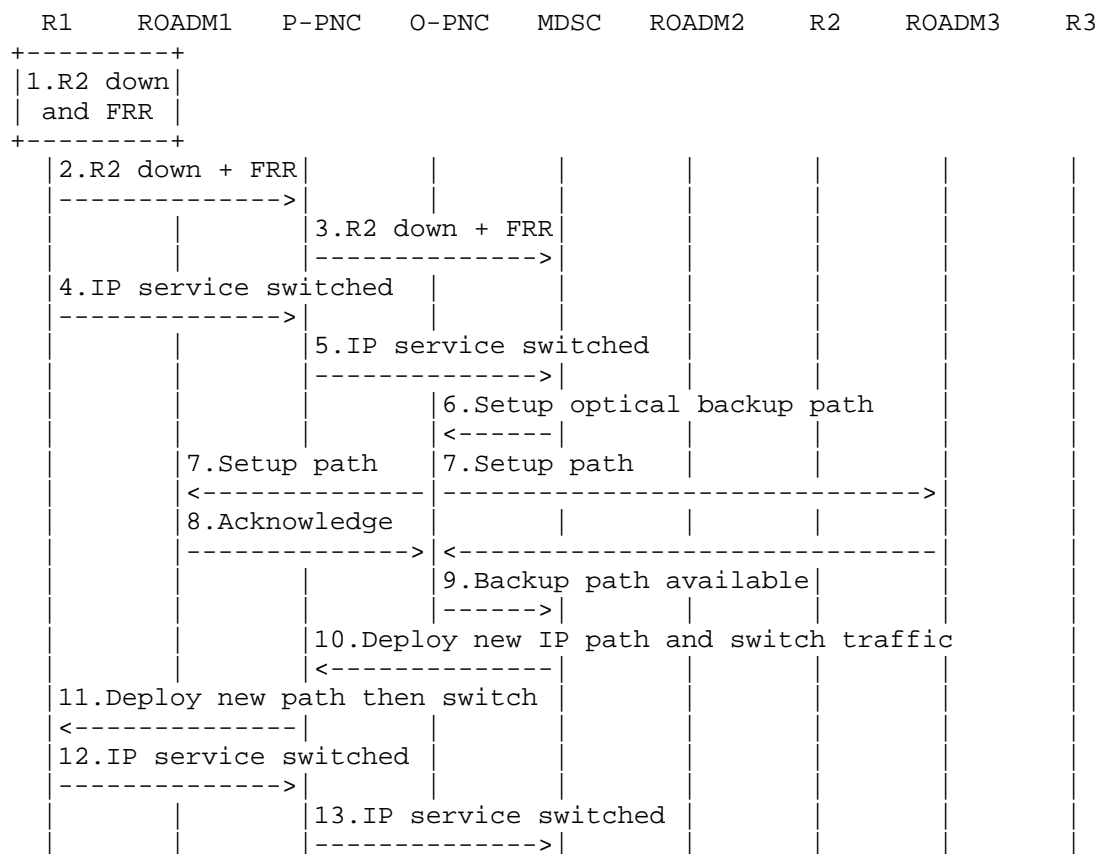 R1 ROADM1 P-PNC O-PNC MDSC ROADM2 R2 ROADM3 R3
1.R2 down
and FRR
2.R2 down + FRR
3.R2 down + FRR
4.IP service switched
5.IP service switched
6.Setup optical backup path
7.Setup path 7.Setup path
8.Acknowledge
9.Backup path available
10.Deploy new IP path and switch traffic
11.Deploy new path then switch
12.IP service switched
13.IP service switched